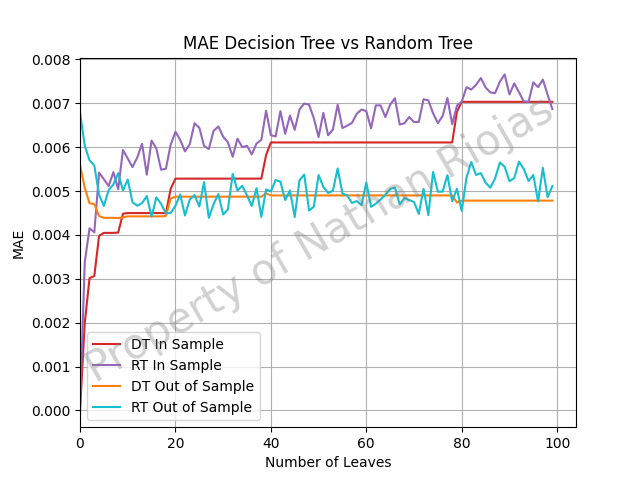 MAE Decision Tree vs Random Tree
0.008
0.007
0.006
0.005
0.004
0.003
0.002
0.001
0.000
MAE
Property of Nathan Riojas
DT In Sample
RT In Sample
DT Out of Sample
RT Out of Sample
0 20 40 60 80 100
Number of Leaves